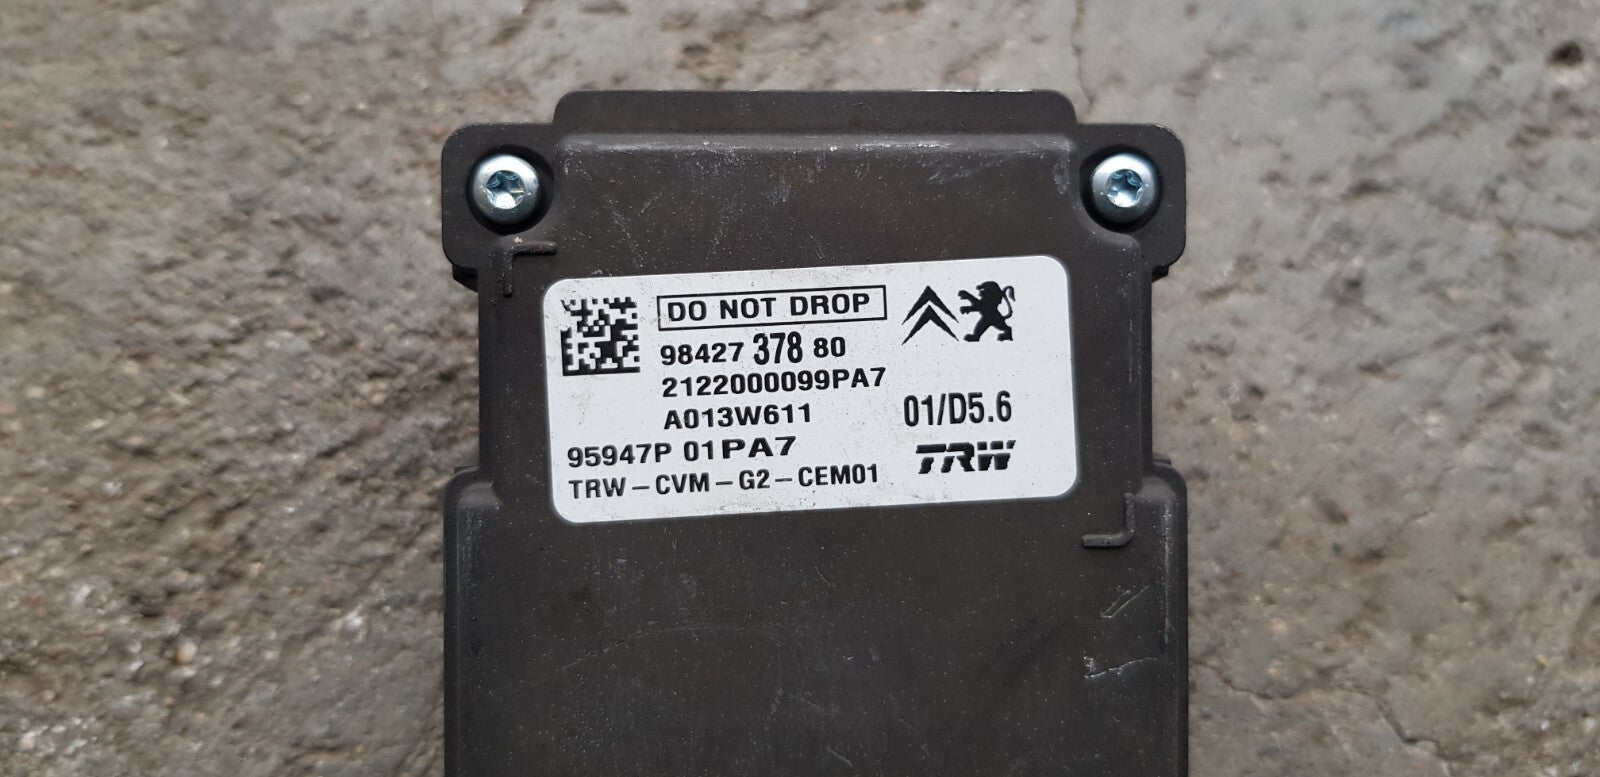 DO NOT DROP
98427 378 80
2122000099PA7
A013W611
01/D5.6
95947P 01PA7
TRW
TRW-CVM-G2-CEM01